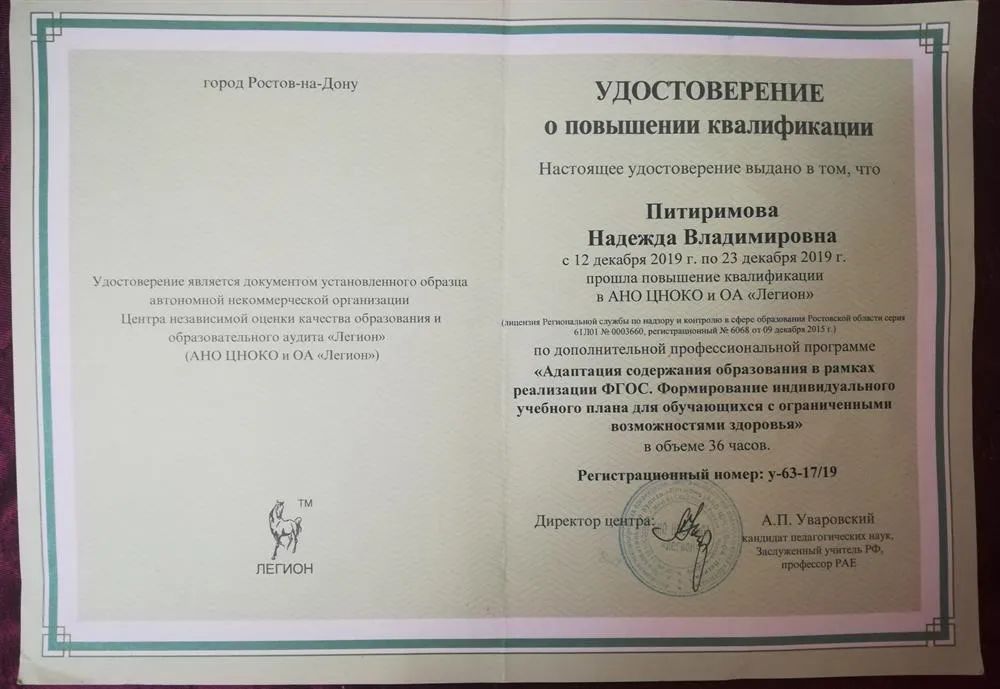 город Ростов-на-Дону
Удостоверение является документом установленного образца
автономной некоммерческой организации
Центра независимой оценки качества образования и
образовательного аудита «Легион»
(АНО ЦНОКО и ОА «Легион»)
TM
ЛЕГИОН
УДОСТОВЕРЕНИЕ
о повышении квалификации
Настоящее удостоверение выдано в том, что
Питиримова
Надежда Владимировна
с 12 декабря 2019 г. по 23 декабря 2019 г.
прошла повышение квалификации
в АНО ЦНОКО и ОА «Легион»
(лицензия Региональной службы по надзору и контролю в сфере образования Ростовской области серия
61Л01 № 0003660, регистрационный № 6068 от 09 декабря 2015 г.)
по дополнительной профессиональной программе
«Адаптация содержания образования в рамках
реализации ФГОС. Формирование индивидуального
учебного плана для обучающихся с ограниченными
возможностями здоровья»
в объеме 36 часов.
Регистрационный номер: у-63-17/19
Директор центра:
А.П. Уваровский
кандидат педагогических наук,
Заслуженный учитель РФ,
профессор РАЕ